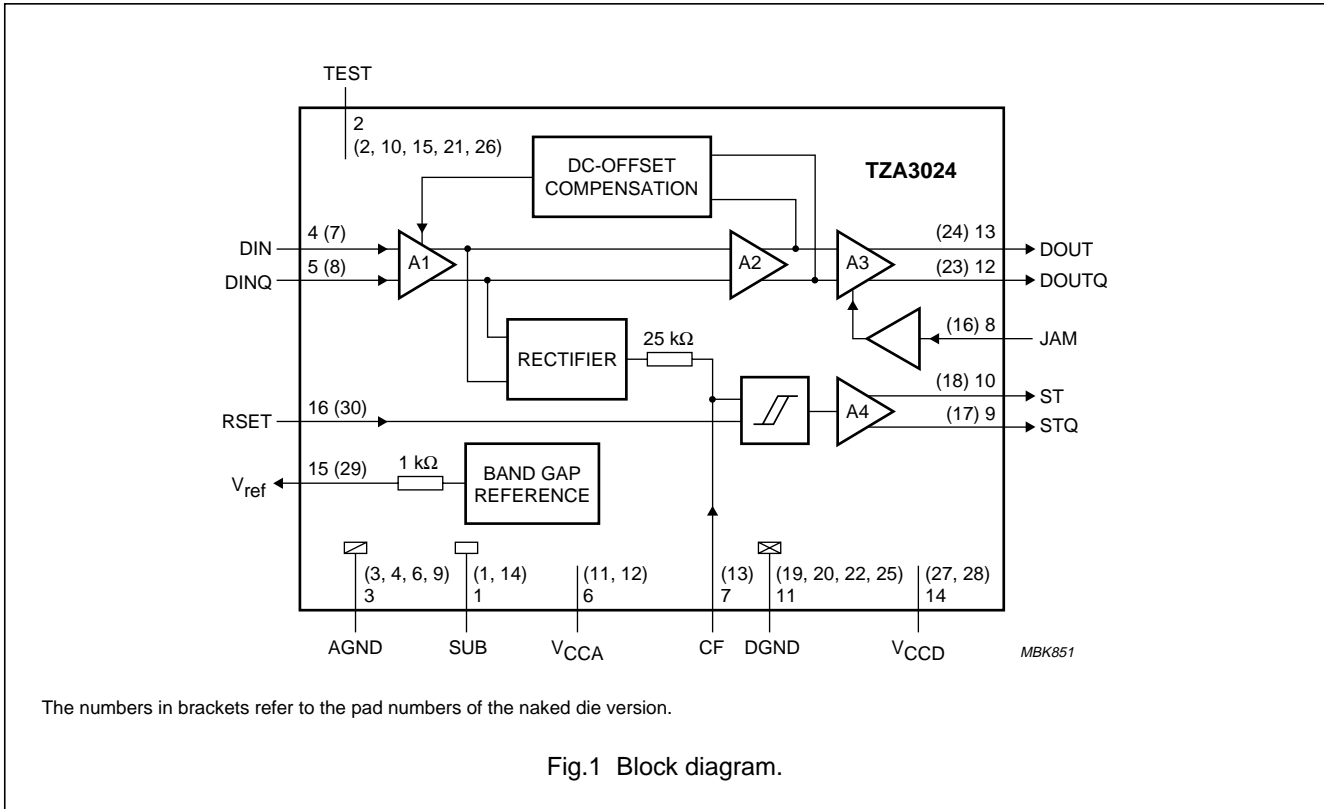 TEST
2
(2, 10, 15, 21, 26)
DC-OFFSET
COMPENSATION
TZA3024
DIN
4 (7)
A1
A2
A3
(24) 13
DOUT
DINQ
5 (8)
(23) 12
DOUTQ
(16) 8
JAM
RECTIFIER
25 kΩ
(18) 10
ST
A4
(17) 9
STQ
RSET
16 (30)
Vref
15 (29)
1 kΩ
BAND GAP
REFERENCE
(3, 4, 6, 9)
3
(1, 14)
1
(11, 12)
6
(13)
7
(19, 20, 22, 25)
11
(27, 28)
14
AGND
SUB
VCCA
CF
DGND
VCCD
MBK851
The numbers in brackets refer to the pad numbers of the naked die version.
Fig.1 Block diagram.